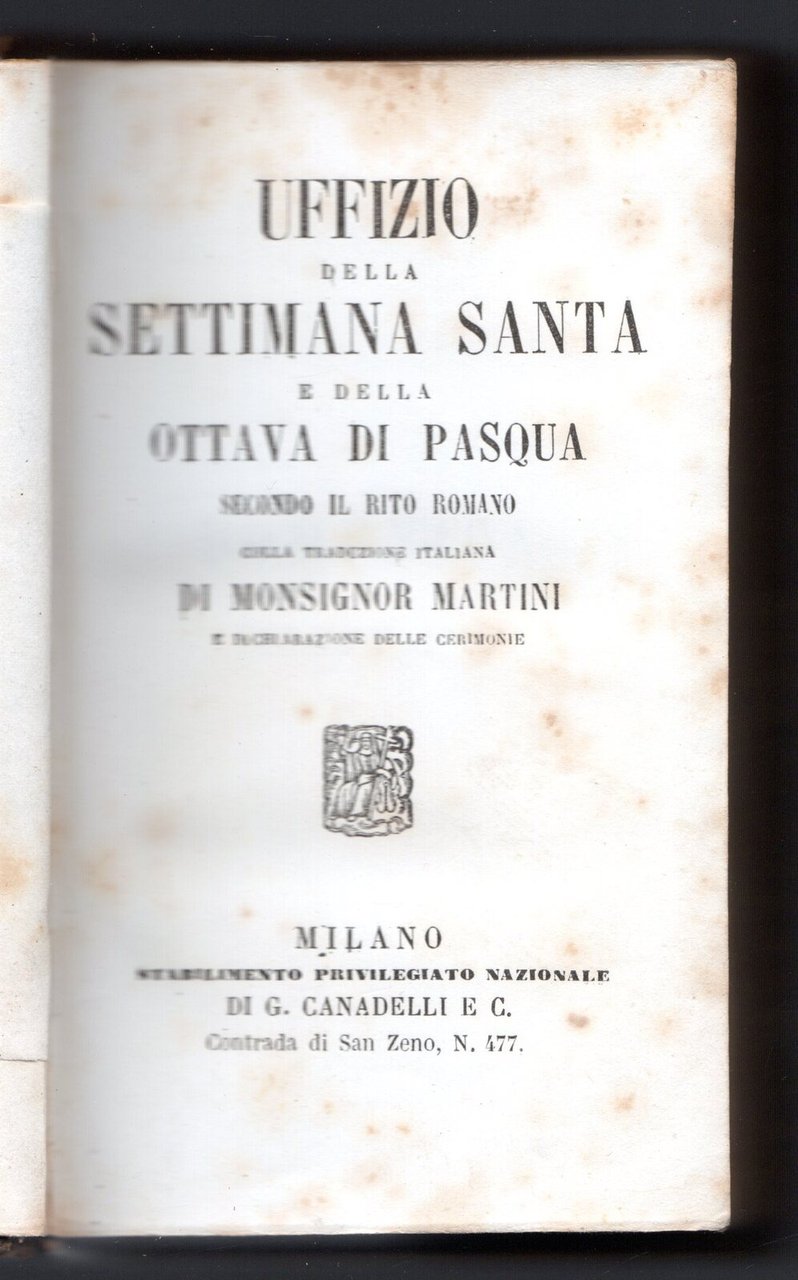 UFFIZIO
DELLA
SETTIMANA SANTA
E DELLA
OTTAVA DI PASQUA
SECONDO IL RITO ROMANO
COLLA TRADUZIONE ITALIANA
DI MONSIGNOR MARTINI
E DICHIARAZIONE DELLE CERIMONIE
MILANO
STABILIMENTO PRIVILEGIATO NAZIONALE
DI G. CANADELLI E C.
Contrada di San Zeno, N. 477.